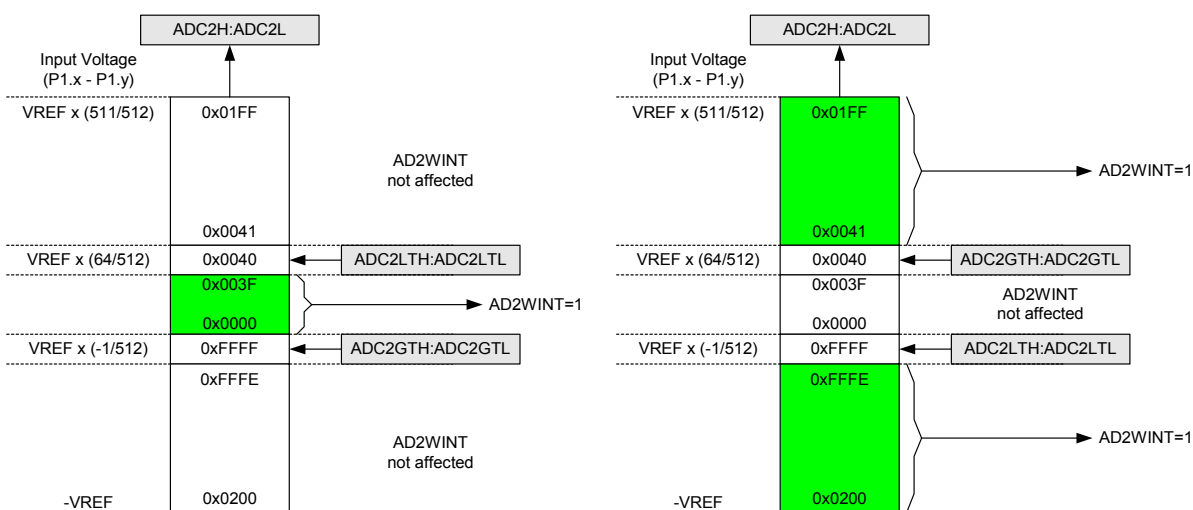 ADC2H:ADC2L
Input Voltage
(P1.x - P1.y)
VREF x (511/512)
0x01FF
AD2WINT
not affected
0x0041
VREF x (64/512)
0x0040
ADC2LTH:ADC2LTL
0x003F
AD2WINT=1
0x0000
VREF x (-1/512)
0xFFFF
ADC2GTH:ADC2GTL
0xFFFE
AD2WINT
not affected
-VREF
0x0200
ADC2H:ADC2L
Input Voltage
(P1.x - P1.y)
VREF x (511/512)
0x01FF
AD2WINT=1
0x0041
VREF x (64/512)
0x0040
ADC2GTH:ADC2GTL
0x003F
AD2WINT
not affected
0x0000
VREF x (-1/512)
0xFFFF
ADC2LTH:ADC2LTL
0xFFFE
AD2WINT=1
-VREF
0x0200